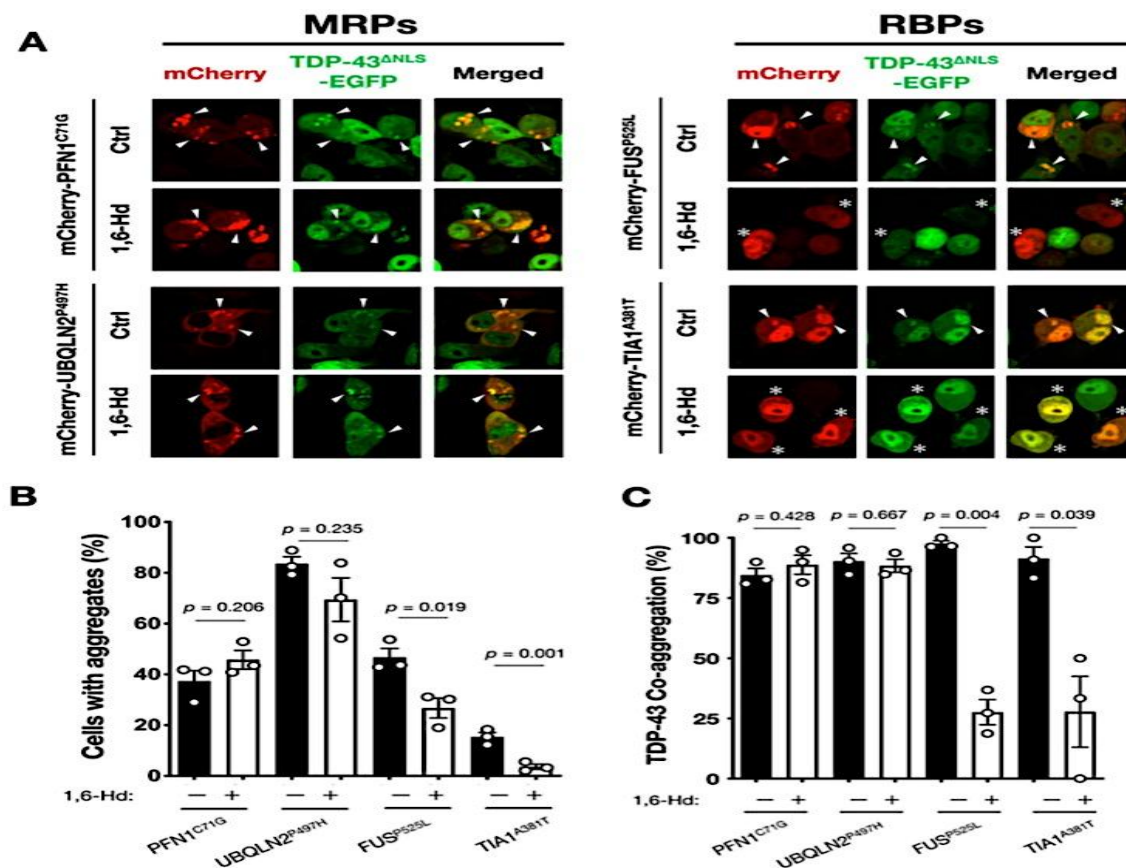 A
MRPs
RBPs
mCherry
TDP-43ΔNLS
-EGFP
Merged
mCherry
TDP-43ΔNLS
-EGFP
Merged
mCherry-PFN1C71G
Ctrl
1,6-Hd
mCherry-UBQLN2P497H
Ctrl
1,6-Hd
mCherry-FUSP525L
Ctrl
1,6-Hd
* * * * * *
mCherry-TIA1A381T
Ctrl
1,6-Hd
* * * * * * * * *
B
Cells with aggregates (%)
100
80
60
40
20
0
p = 0.206
p = 0.235
p = 0.019
p = 0.001
1,6-Hd: – + – + – + – +
PFN1C71G
UBQLN2P497H
FUSP525L
TIA1A381T
C
TDP-43 Co-aggregation (%)
100
75
50
25
0
p = 0.428
p = 0.667
p = 0.004
p = 0.039
1,6-Hd: – + – + – + – +
PFN1C71G
UBQLN2P497H
FUSP525L
TIA1A381T